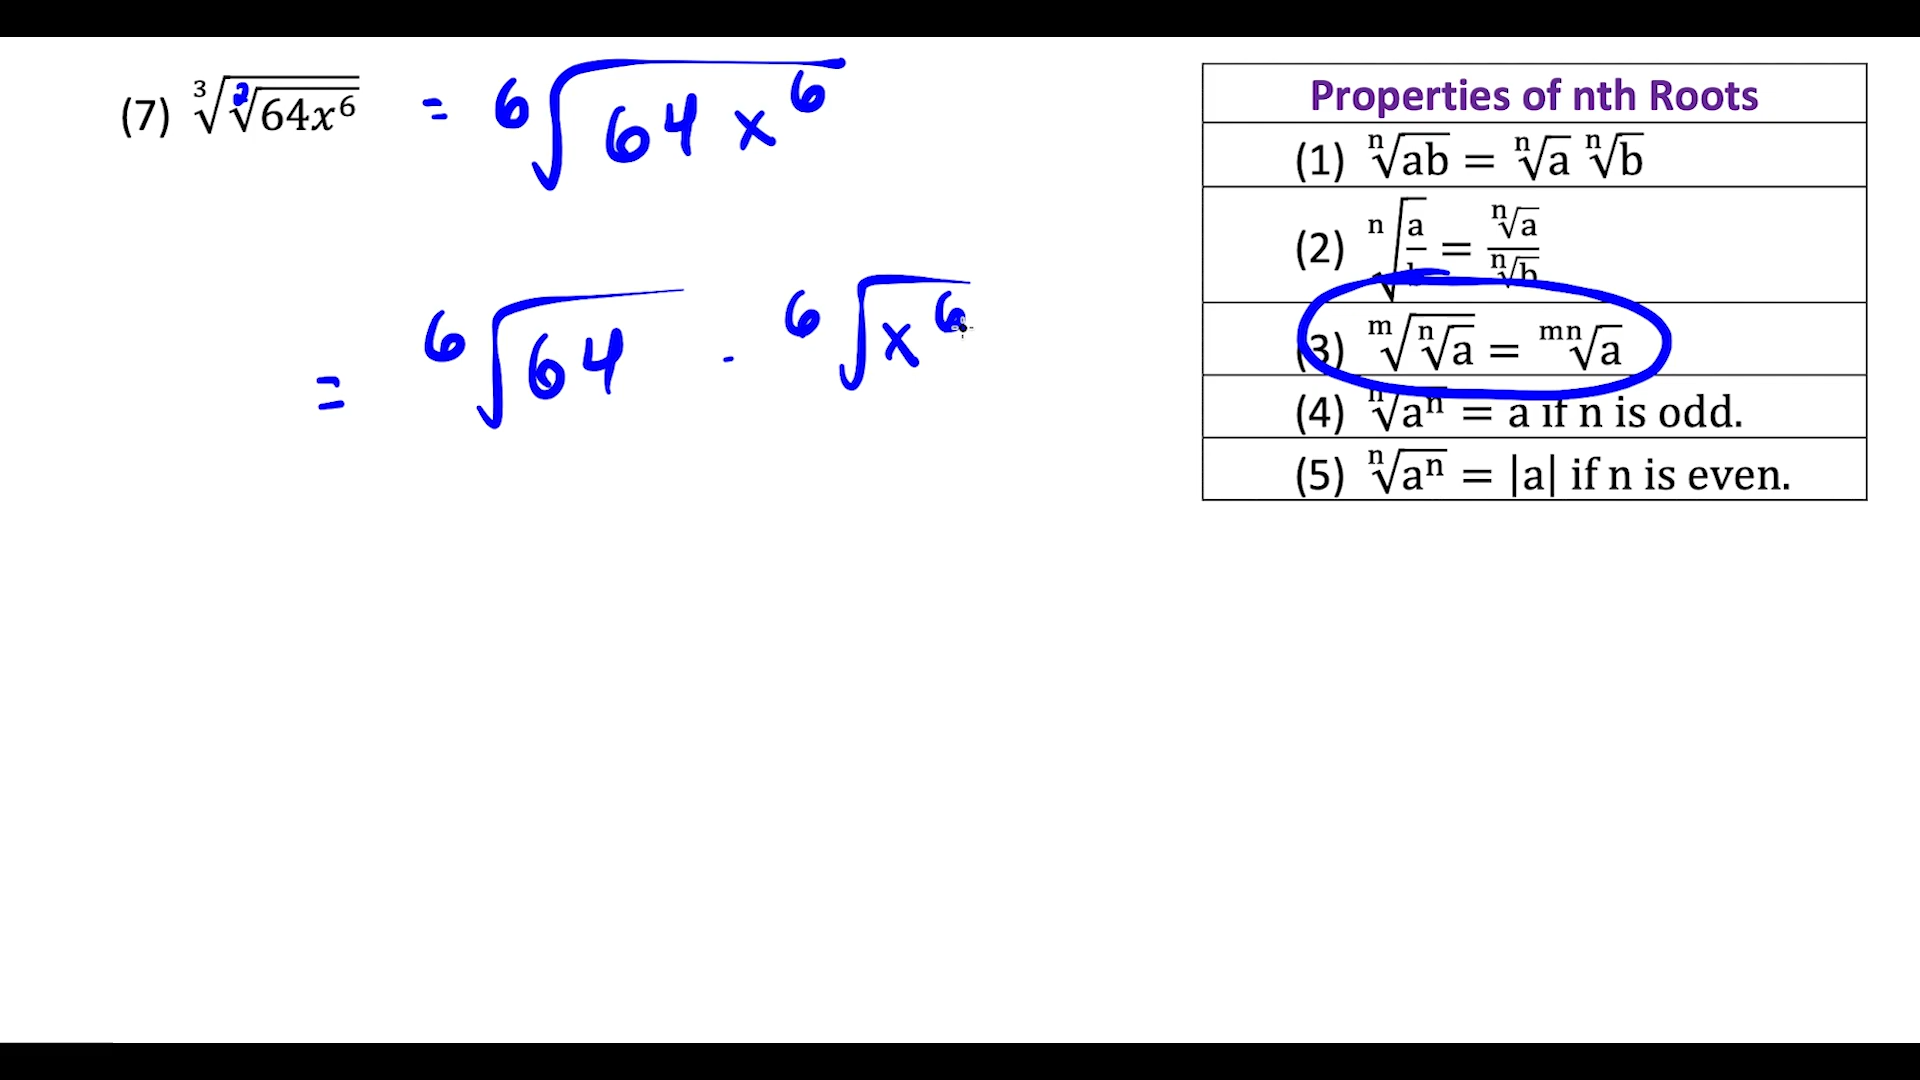 (7) ∛(²√(64x⁶)) = ⁶√(64x⁶)
= ⁶√64 · ⁶√(x⁶)
Properties of nth Roots
(1) ⁿ√(ab) = ⁿ√a ⁿ√b
(2) ⁿ√(a/b) = ⁿ√a / ⁿ√b
(3) ᵐ√(ⁿ√a) = ᵐⁿ√a
(4) ⁿ√(aⁿ) = a if n is odd.
(5) ⁿ√(aⁿ) = |a| if n is even.